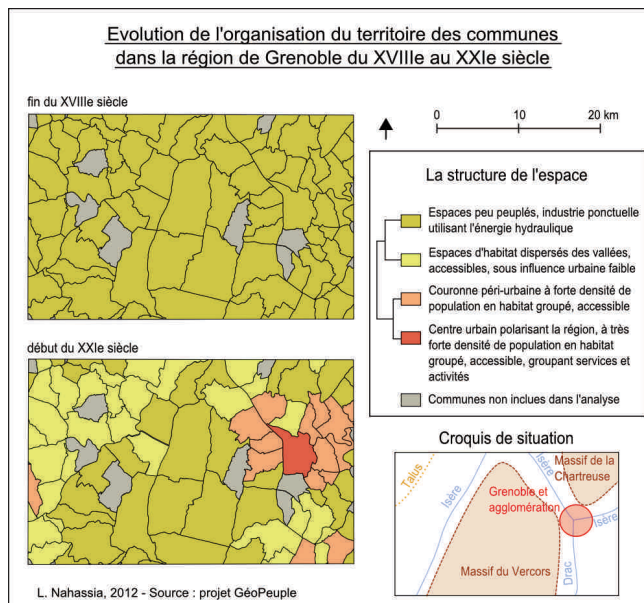 Evolution de l'organisation du territoire des communes
dans la région de Grenoble du XVIIIe au XXIe siècle
fin du XVIIIe siècle
0 10 20 km
La structure de l'espace
Espaces peu peuplés, industrie ponctuelle
utilisant l'énergie hydraulique
Espaces d'habitat dispersés des vallées,
accessibles, sous influence urbaine faible
Couronne péri-urbaine à forte densité de
population en habitat groupé, accessible
Centre urbain polarisant la région, à très
forte densité de population en habitat
groupé, accessible, groupant services et
activités
Communes non inclues dans l'analyse
début du XXIe siècle
Croquis de situation
Talus
Isère
Isère
Massif de la
Chartreuse
Grenoble et
agglomération
Isère
Massif du Vercors
Drac
L. Nahassia, 2012 - Source : projet GéoPeuple